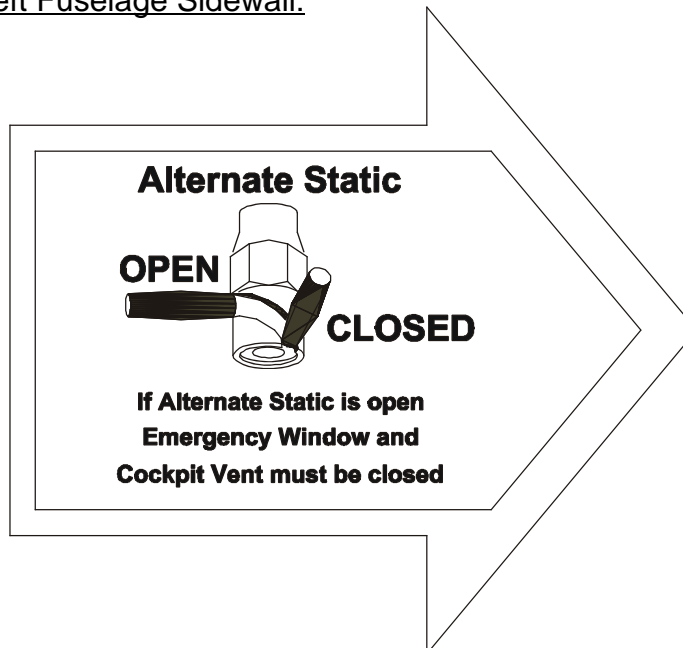 eft Fuselage Sidewall:
Alternate Static
OPEN
CLOSED
If Alternate Static is open
Emergency Window and
Cockpit Vent must be closed